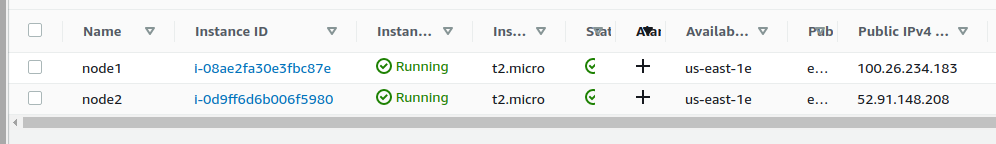 Name Instance ID Instan... Ins... Stat Alar Availab... Pub Public IPv4 ...
node1 i-08ae2fa30e3fbc87e Running t2.micro us-east-1e e... 100.26.234.183
node2 i-0d9ff6d6b006f5980 Running t2.micro us-east-1e e... 52.91.148.208